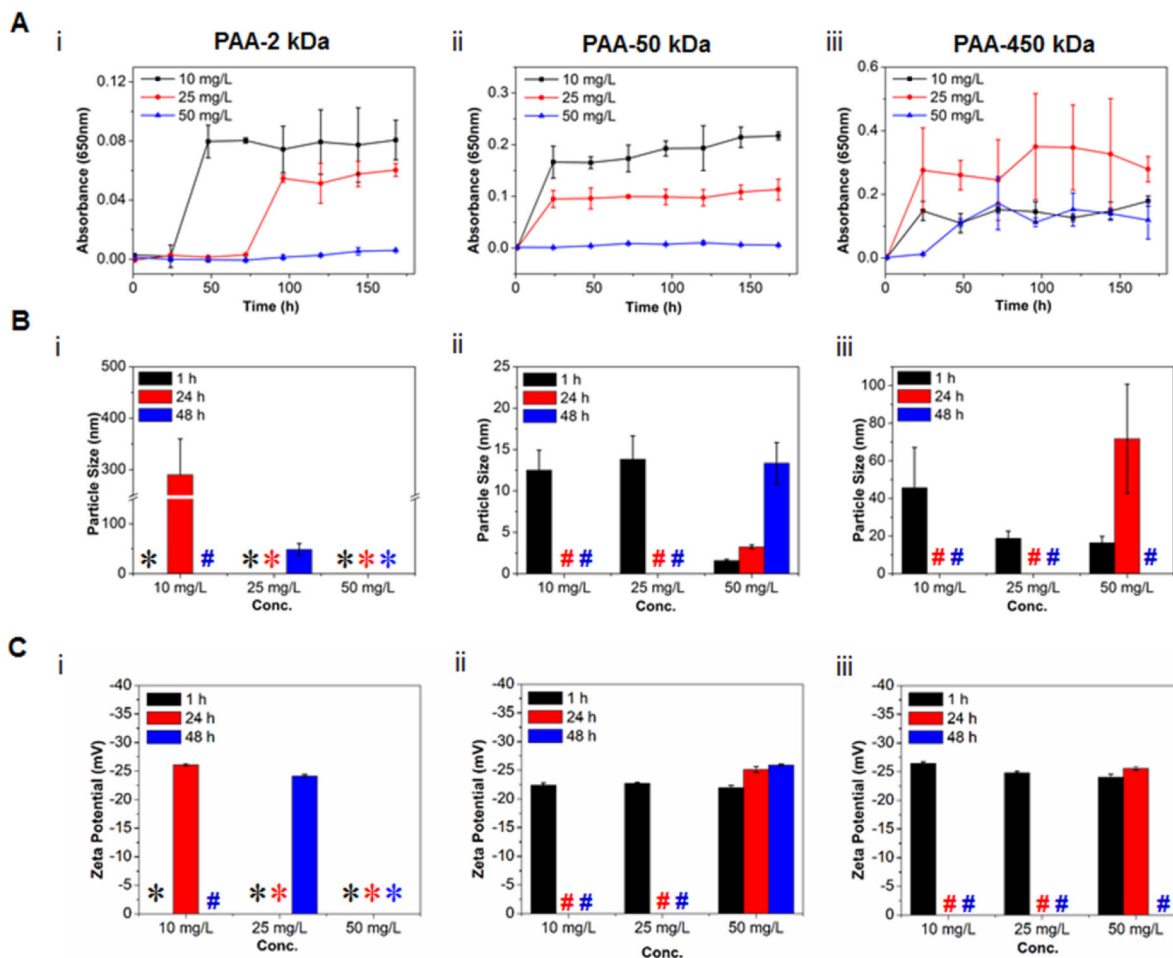 A
i
PAA-2 kDa
ii
PAA-50 kDa
iii
PAA-450 kDa
Absorbance (650nm)
0.12
0.08
0.04
0.00
10 mg/L
25 mg/L
50 mg/L
0 50 100 150
Time (h)
Absorbance (650nm)
0.3
0.2
0.1
0.0
10 mg/L
25 mg/L
50 mg/L
0 50 100 150
Time (h)
Absorbance (650nm)
0.6
0.4
0.2
0.0
10 mg/L
25 mg/L
50 mg/L
0 50 100 150
Time (h)
B
i
Particle Size (nm)
500
400
300
100
0
1 h
24 h
48 h
* # * * * * *
10 mg/L 25 mg/L 50 mg/L
Conc.
ii
Particle Size (nm)
25
20
15
10
5
0
1 h
24 h
48 h
# # # #
10 mg/L 25 mg/L 50 mg/L
Conc.
iii
Particle Size (nm)
100
80
60
40
20
0
1 h
24 h
48 h
# # # # #
10 mg/L 25 mg/L 50 mg/L
Conc.
C
i
Zeta Potential (mV)
-40
-35
-30
-25
-20
-15
-10
-5
0
1 h
24 h
48 h
* # * * * * *
10 mg/L 25 mg/L 50 mg/L
Conc.
ii
Zeta Potential (mV)
-40
-35
-30
-25
-20
-15
-10
-5
0
1 h
24 h
48 h
# # # #
10 mg/L 25 mg/L 50 mg/L
Conc.
iii
Zeta Potential (mV)
-40
-35
-30
-25
-20
-15
-10
-5
0
1 h
24 h
48 h
# # # # #
10 mg/L 25 mg/L 50 mg/L
Conc.